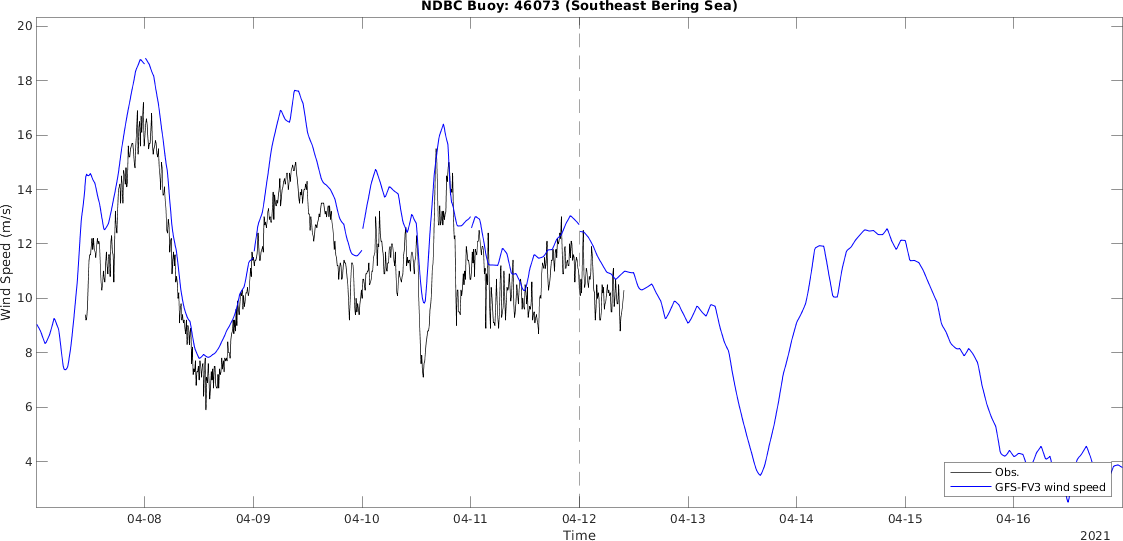 NDBC Buoy: 46073 (Southeast Bering Sea)
20
18
16
14
12
10
8
6
4
Wind Speed (m/s)
04-08 04-09 04-10 04-11 04-12 04-13 04-14 04-15 04-16
Time
2021
Obs.
GFS-FV3 wind speed